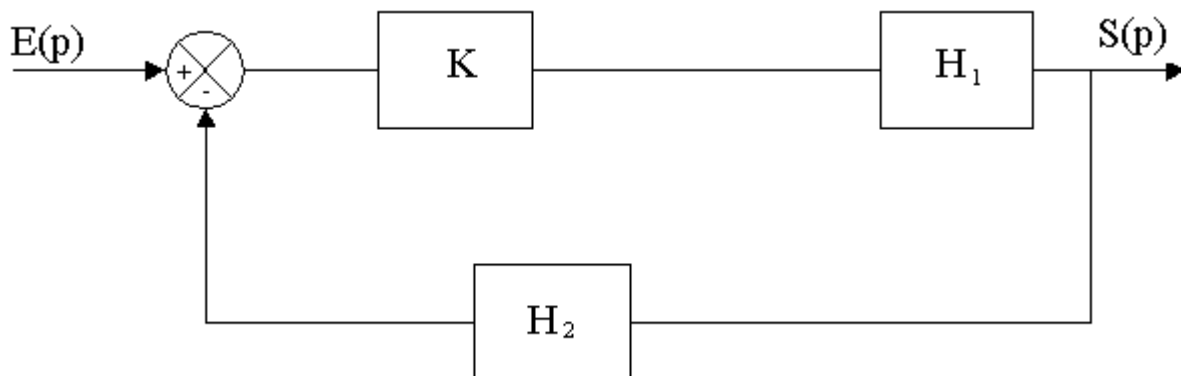 E(p)
+
-
K
H₁
S(p)
H₂